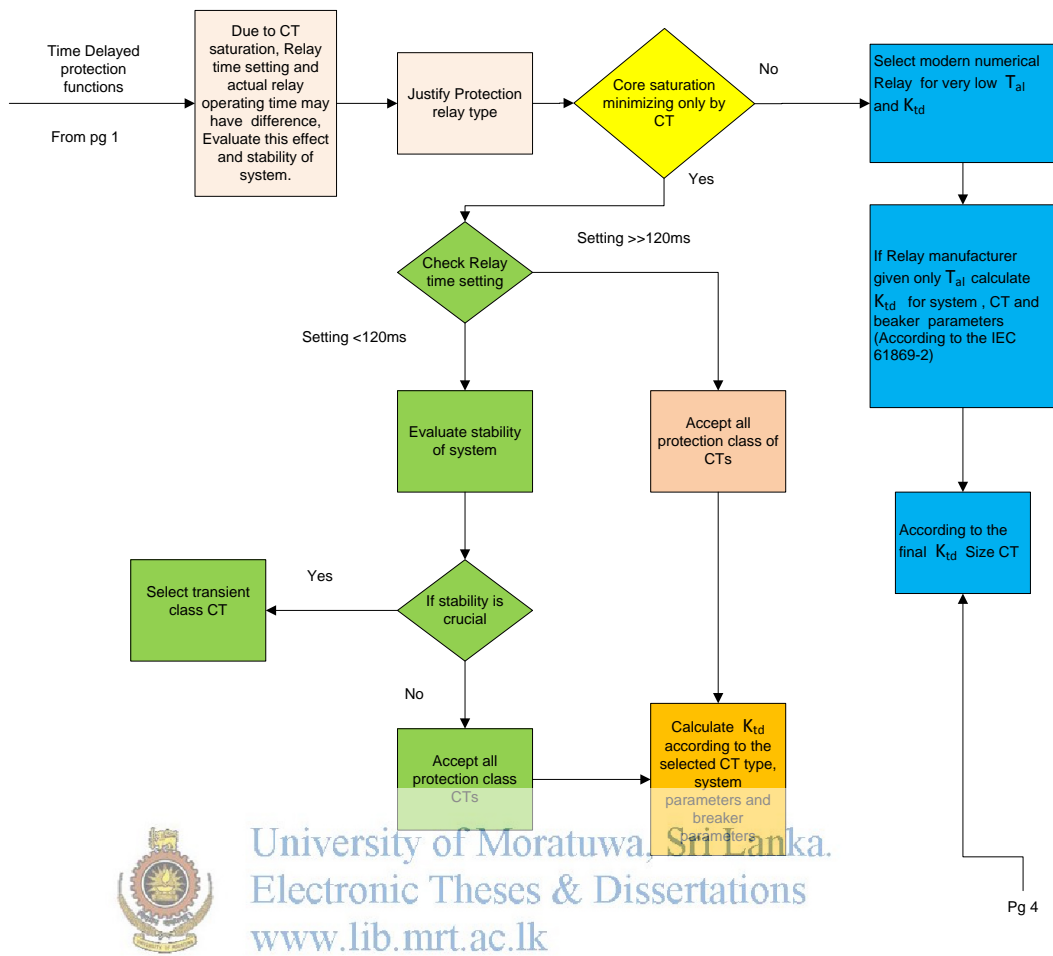 Time Delayed
protection
functions
From pg 1
Due to CT
saturation, Relay
time setting and
actual relay
operating time may
have difference,
Evaluate this effect
and stability of
system.
Justify Protection
relay type
Core saturation
minimizing only by
CT
No
Select modern numerical
Relay for very low Tal
and Ktd
Yes
Check Relay
time setting
Setting >>120ms
Setting <120ms
If Relay manufacturer
given only Tal calculate
Ktd for system , CT and
beaker parameters
(According to the IEC
61869-2)
Evaluate stability
of system
Accept all
protection class of
CTs
According to the
final Ktd Size CT
Select transient
class CT
Yes
If stability is
crucial
No
Accept all
protection class
CTs
Calculate Ktd
according to the
selected CT type,
system
parameters and
breaker
parameters
Pg 4
University of Moratuwa, Sri Lanka.
Electronic Theses & Dissertations
www.lib.mrt.ac.lk